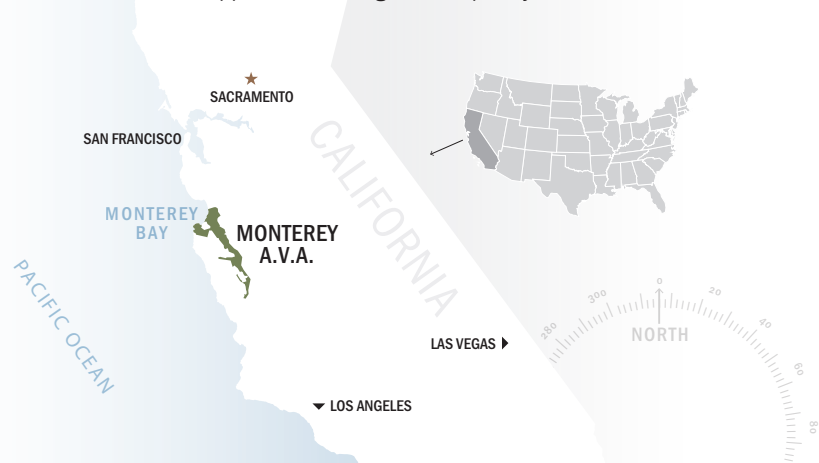 SACRAMENTO
SAN FRANCISCO
CALIFORNIA
MONTEREY
BAY
MONTEREY
A.V.A.
PACIFIC OCEAN
LAS VEGAS
LOS ANGELES
280
300
0
20
40
60
80
NORTH